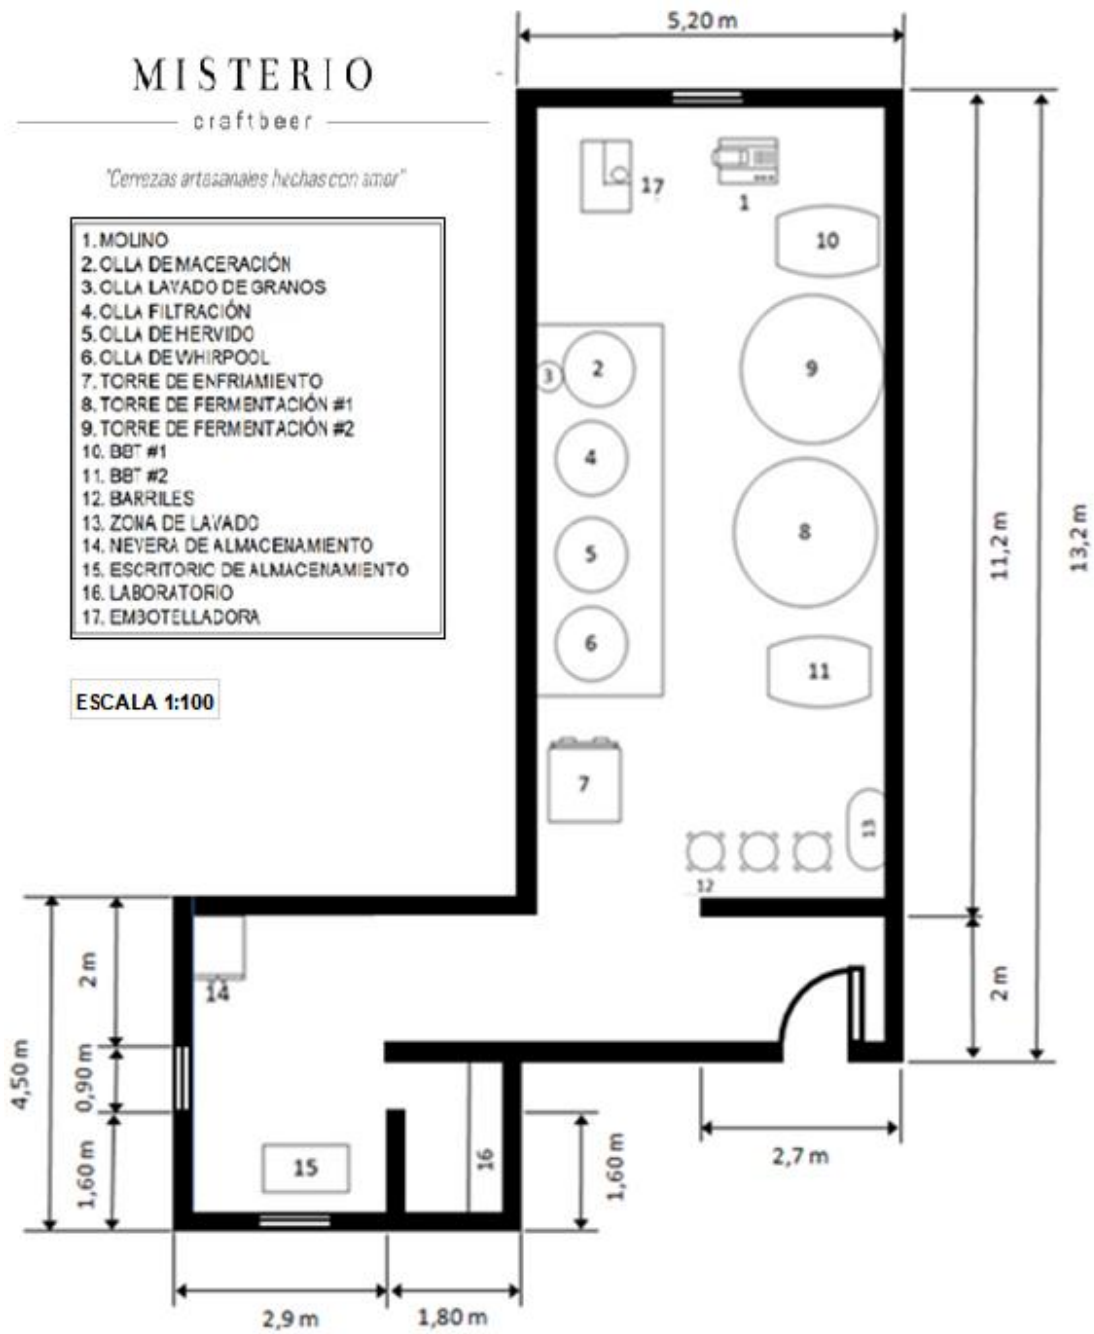 MISTERIO
craftbeer
"Cerrezas artesanales hechas con amor"
1. MOLINO
2. OLLA DE MACERACIÓN
3. OLLA LAVADO DE GRANOS
4. OLLA FILTRACIÓN
5. OLLA DE HERVIDO
6. OLLA DE WHIRPOOL
7. TORRE DE ENFRIAMIENTO
8. TORRE DE FERMENTACIÓN #1
9. TORRE DE FERMENTACIÓN #2
10. BBT #1
11. BBT #2
12. BARRILES
13. ZONA DE LAVADO
14. NEVERA DE ALMACENAMIENTO
15. ESCRITORIO DE ALMACENAMIENTO
16. LABORATORIO
17. EMBOTELLADORA
ESCALA 1:100
5,20 m
17
1
10
3
2
9
4
8
5
6
11
7
13
12
11,2 m
13,2 m
2 m
14
2 m
0,90 m
4,50 m
1,60 m
15
16
1,60 m
2,7 m
2,9 m
1,80 m